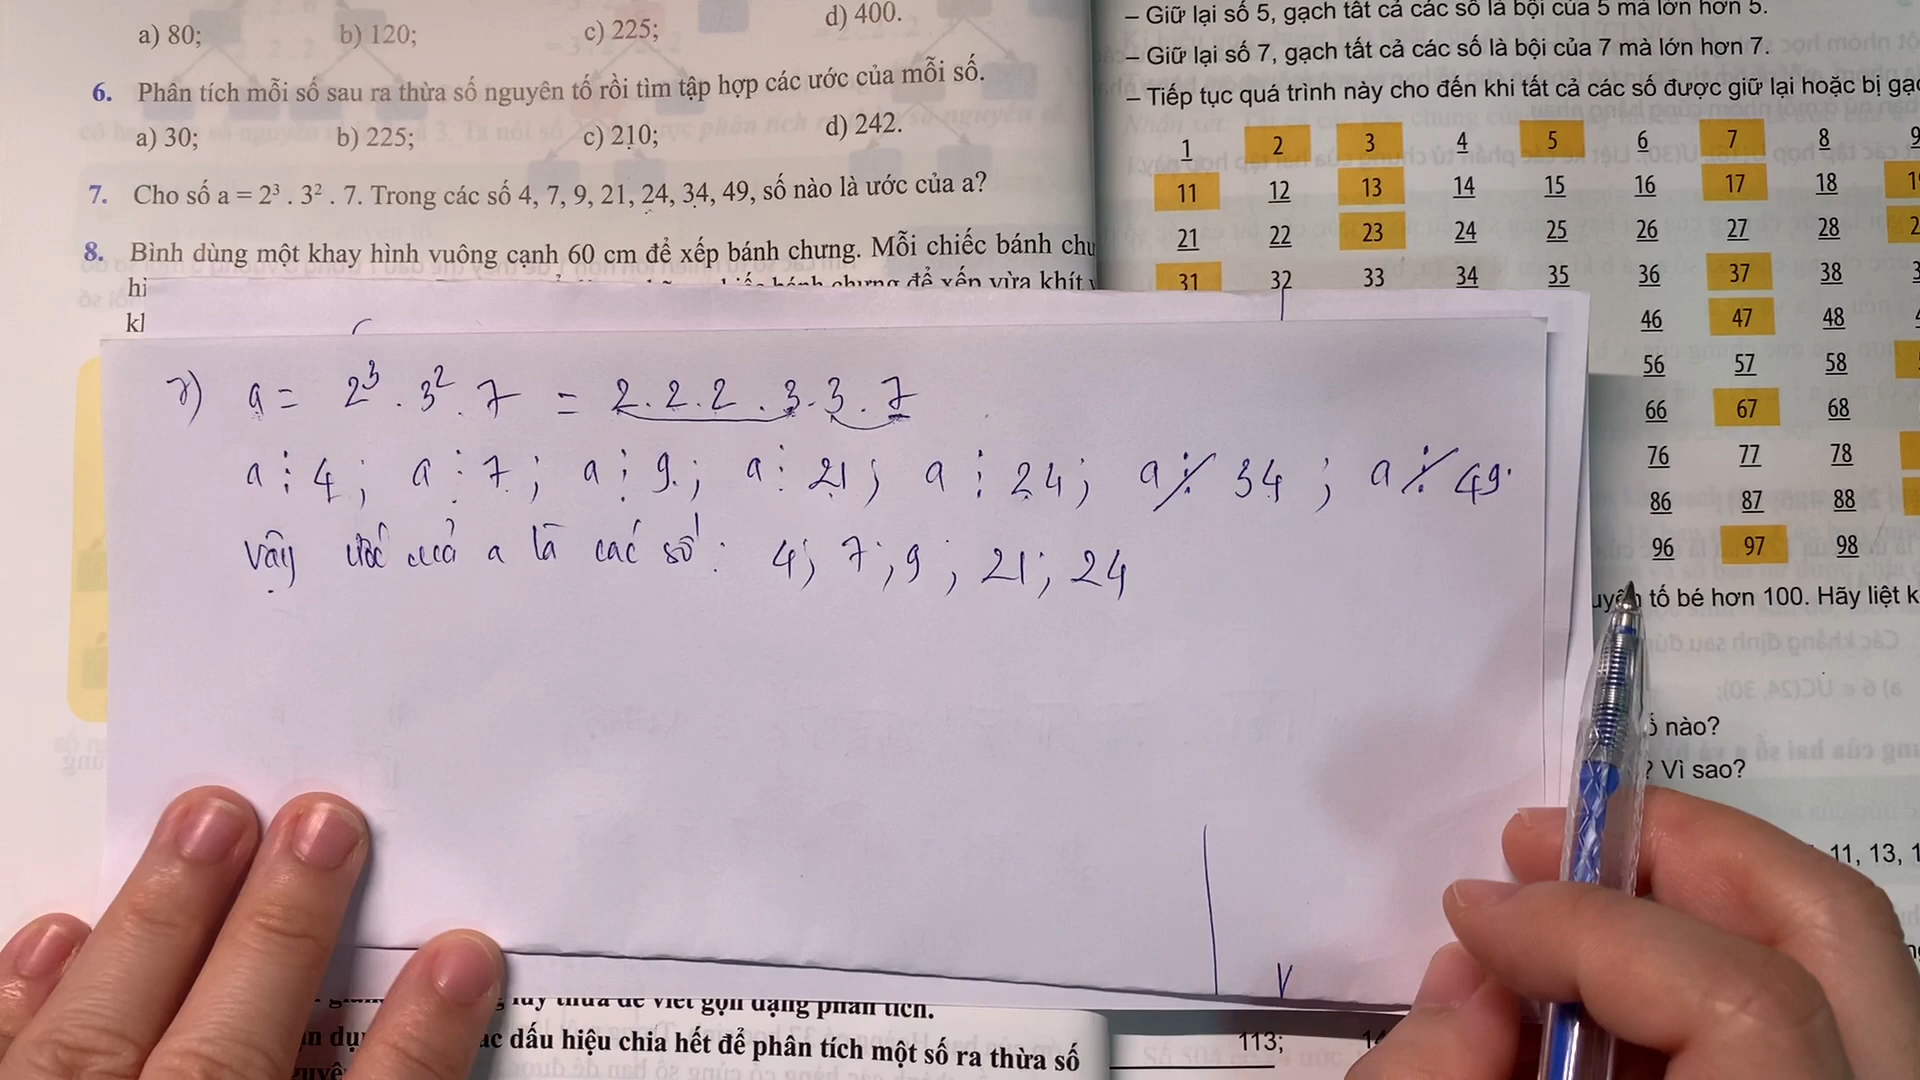 a) 80; b) 120; c) 225; d) 400.
6. Phân tích mỗi số sau ra thừa số nguyên tố rồi tìm tập hợp các ước của mỗi số.
a) 30; b) 225; c) 210; d) 242.
7. Cho số a = 2³ . 3² . 7. Trong các số 4, 7, 9, 21, 24, 34, 49, số nào là ước của a?
8. Bình dùng một khay hình vuông cạnh 60 cm để xếp bánh chưng. Mỗi chiếc bánh
bánh chưng để xếp vừa khít
7) a = 2³ . 3² . 7 = 2.2.2.3.3.7
a ⋮ 4; a ⋮ 7; a ⋮ 9; a ⋮ 21; a ⋮ 24; a ⋮̸ 34; a ⋮̸ 49.
Vậy ước của a là các số: 4; 7; 9; 21; 24
dấu hiệu chia hết để phân tích một số ra thừa số
– Giữ lại số 5, gạch tất cả các số là bội của 5 mà lớn hơn 5.
– Giữ lại số 7, gạch tất cả các số là bội của 7 mà lớn hơn 7.
– Tiếp tục quá trình này cho đến khi tất cả các số được giữ lại hoặc bị
1 2 3 4 5 6 7 8 9
11 12 13 14 15 16 17 18
21 22 23 24 25 26 27 28
31 32 33 34 35 36 37 38
46 47 48
56 57 58
66 67 68
76 77 78
86 87 88
96 97 98
tố bé hơn 100. Hãy liệt
nào?
? Vì sao?
11, 13,
113;